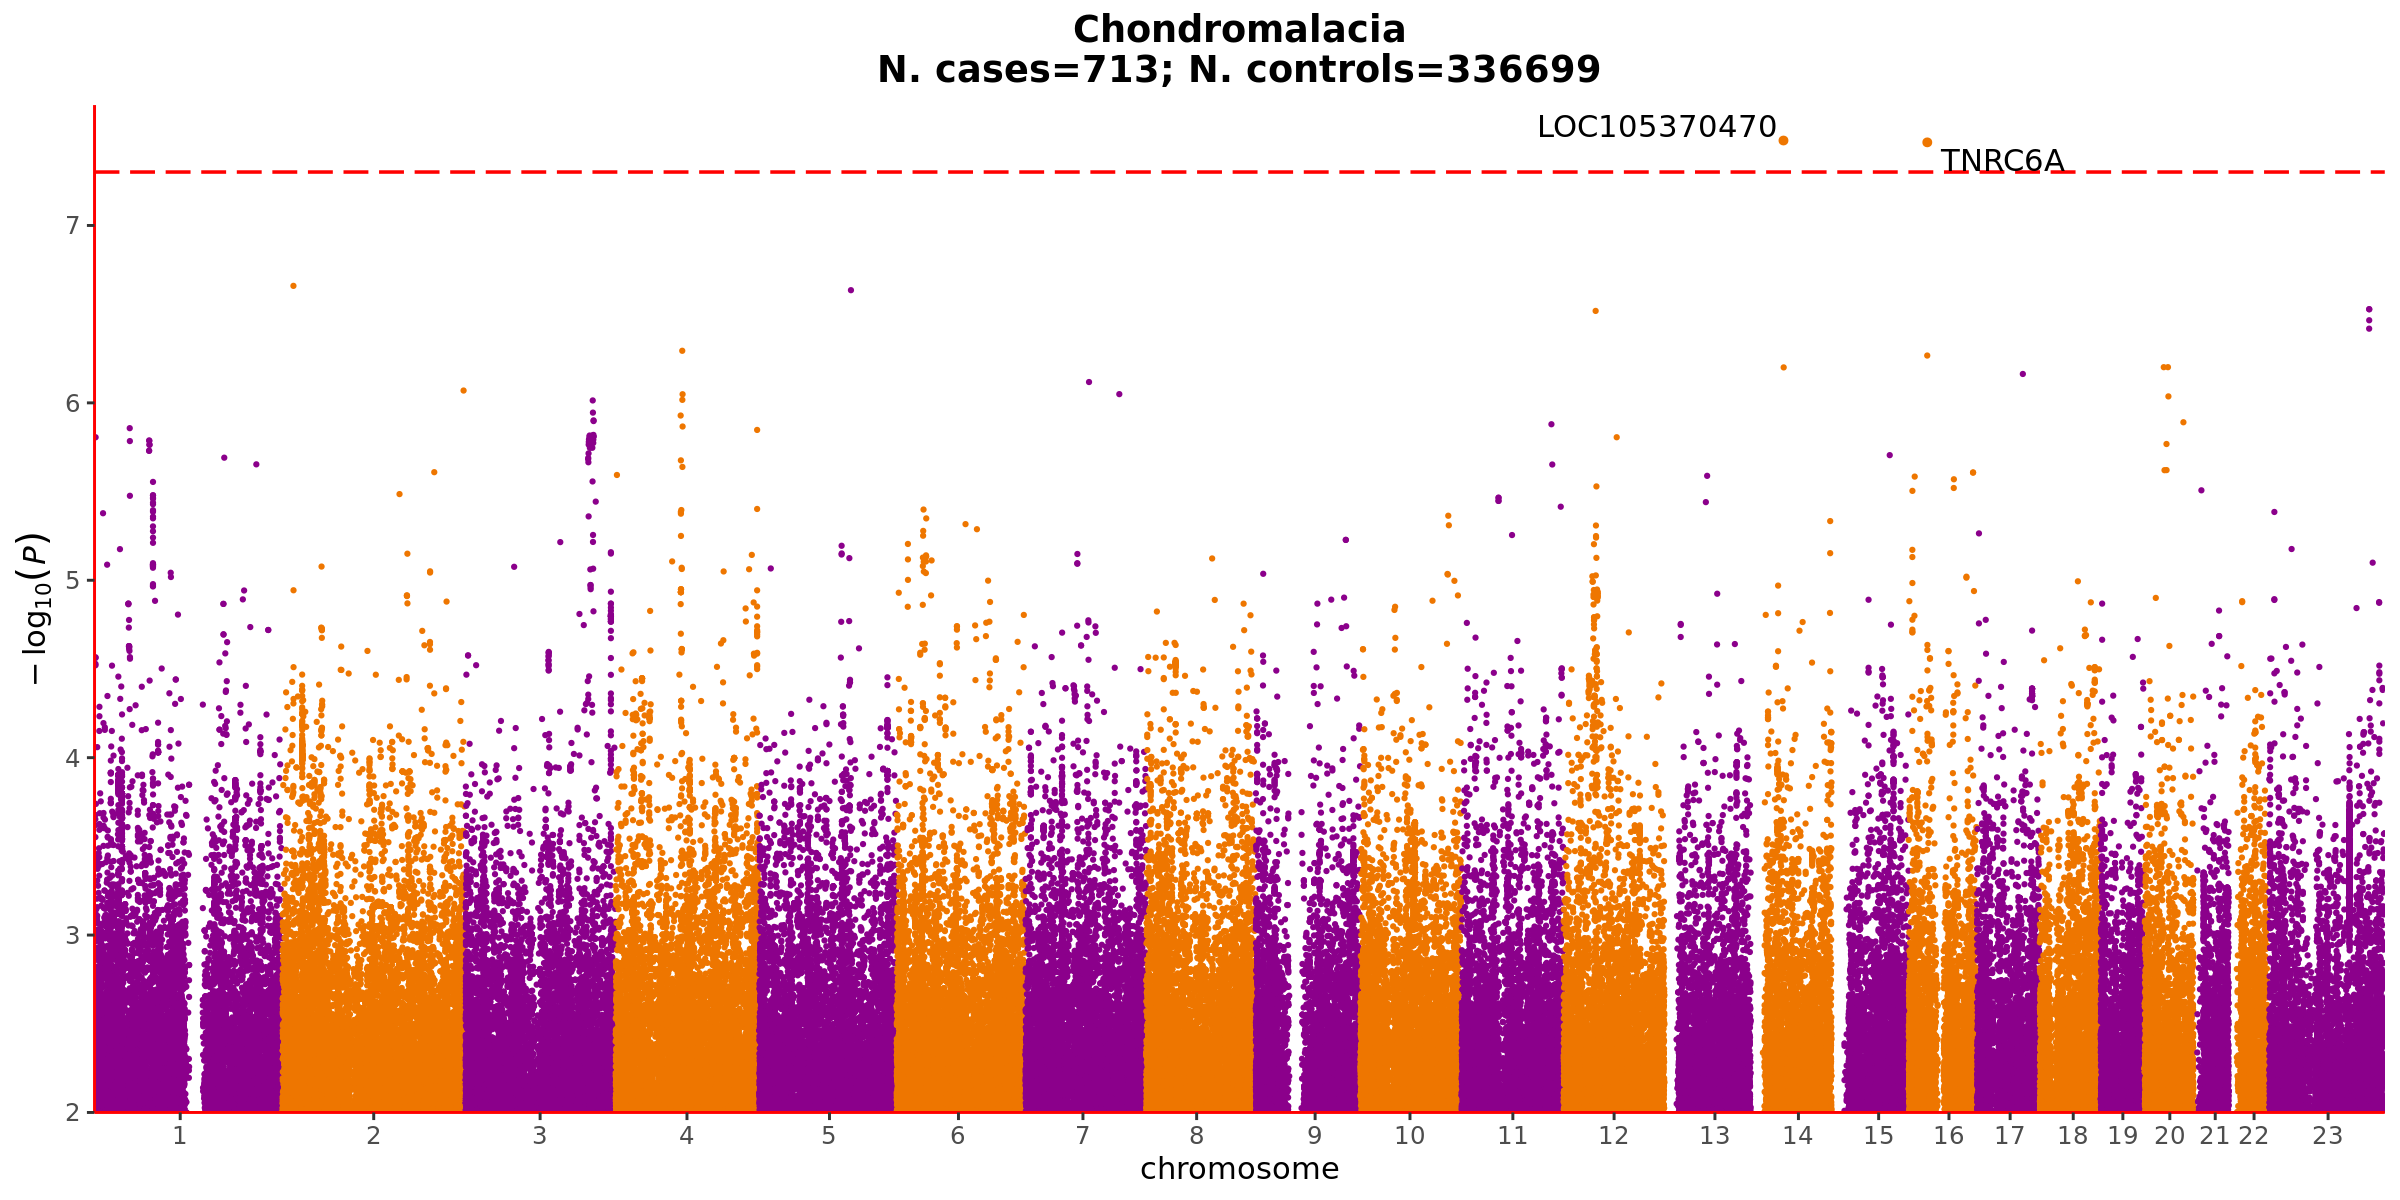 Chondromalacia
N. cases=713; N. controls=336699
LOC105370470
TNRC6A
7
6
5
4
3
2
−log10(P)
1 2 3 4 5 6 7 8 9 10 11 12 13 14 15 16 17 18 19 20 21 22 23
chromosome